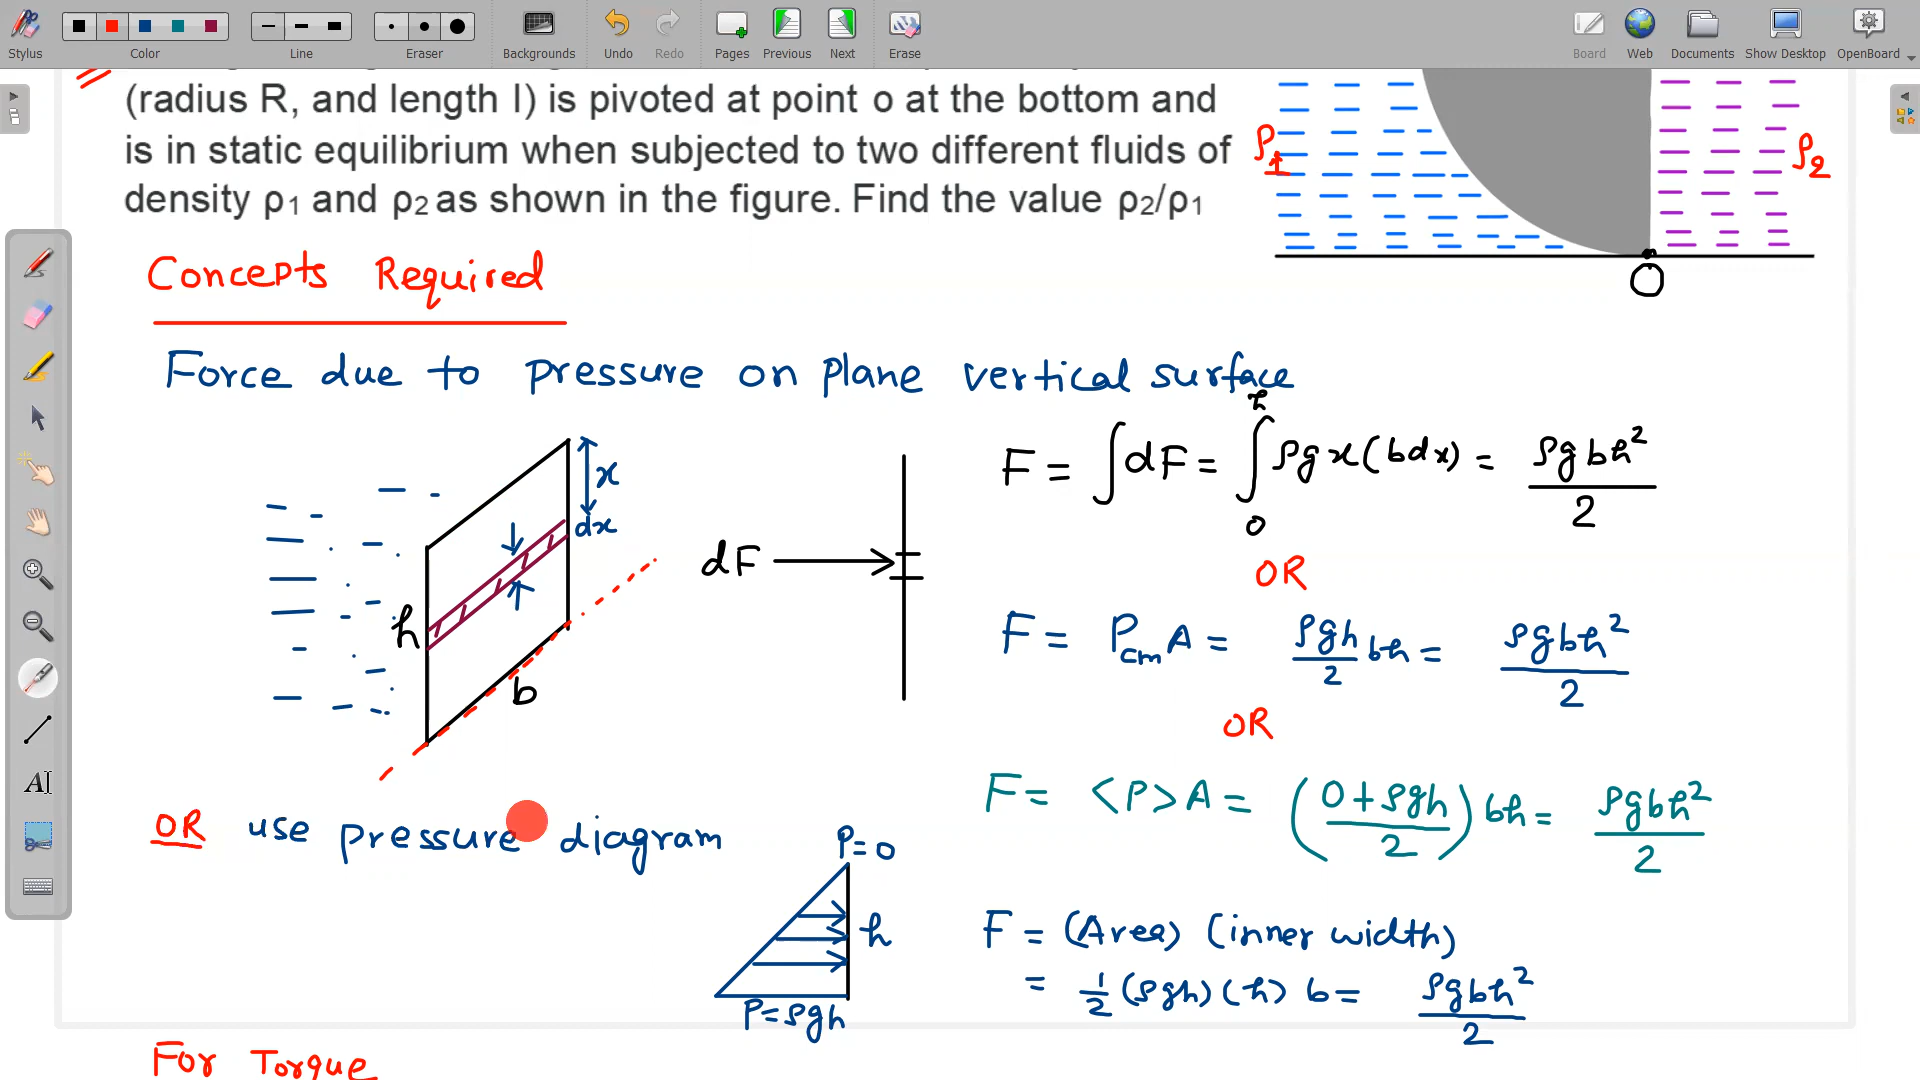 Stylus
Color
Line
Eraser
Backgrounds
Undo
Redo
Pages
Previous
Next
Erase
Board
Web
Documents
Show Desktop
OpenBoard
(radius R, and length l) is pivoted at point o at the bottom and
is in static equilibrium when subjected to two different fluids of
density ρ1 and ρ2 as shown in the figure. Find the value ρ2/ρ1
ρ1
ρ2
O
Concepts Required
Force due to pressure on plane vertical surface
x
dx
h
b
dF
F = ∫dF = ∫₀ʰ ρgx(bdx) = ρgbh²/2
OR
F = Pcm A = ρgh/2 bh = ρgbh²/2
OR
F = <P> A = (0+ρgh/2) bh = ρgbh²/2
OR use pressure diagram
P=0
h
P=ρgh
F = (Area) (inner width)
= 1/2 (ρgh) (h) b = ρgbh²/2
For Torque